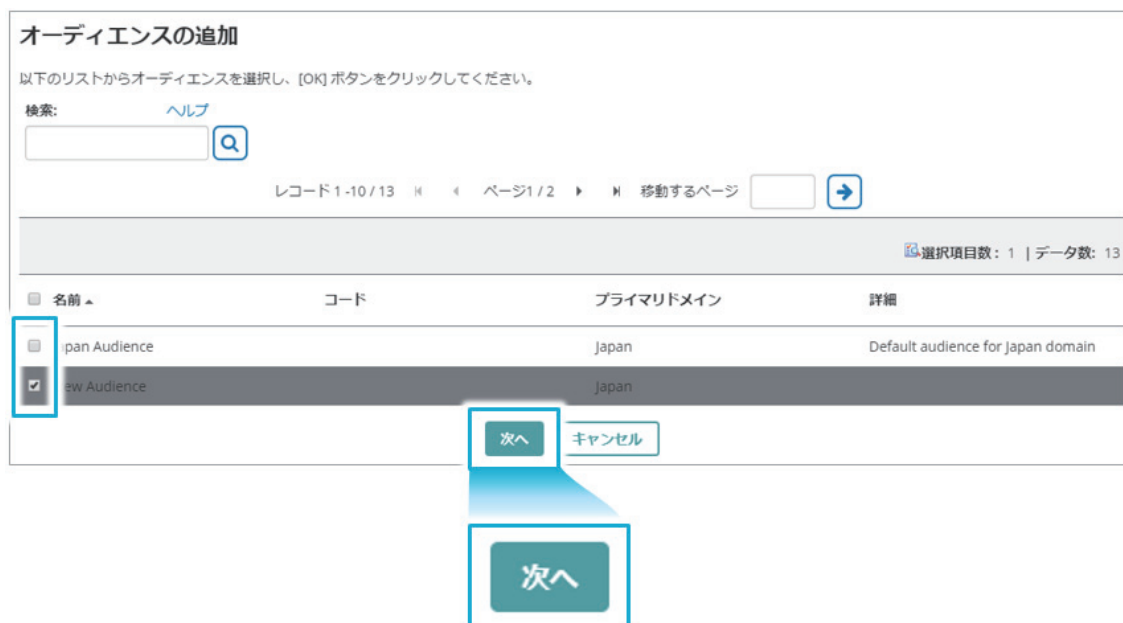 オーディエンスの追加
以下のリストからオーディエンスを選択し、[OK] ボタンをクリックしてください。
検索: ヘルプ
レコード 1 -10 / 13 ページ1 / 2 移動するページ
選択項目数: 1 | データ数: 13
名前 コード プライマリドメイン 詳細
pan Audience Japan Default audience for Japan domain
ew Audience Japan
次へ キャンセル
次へ